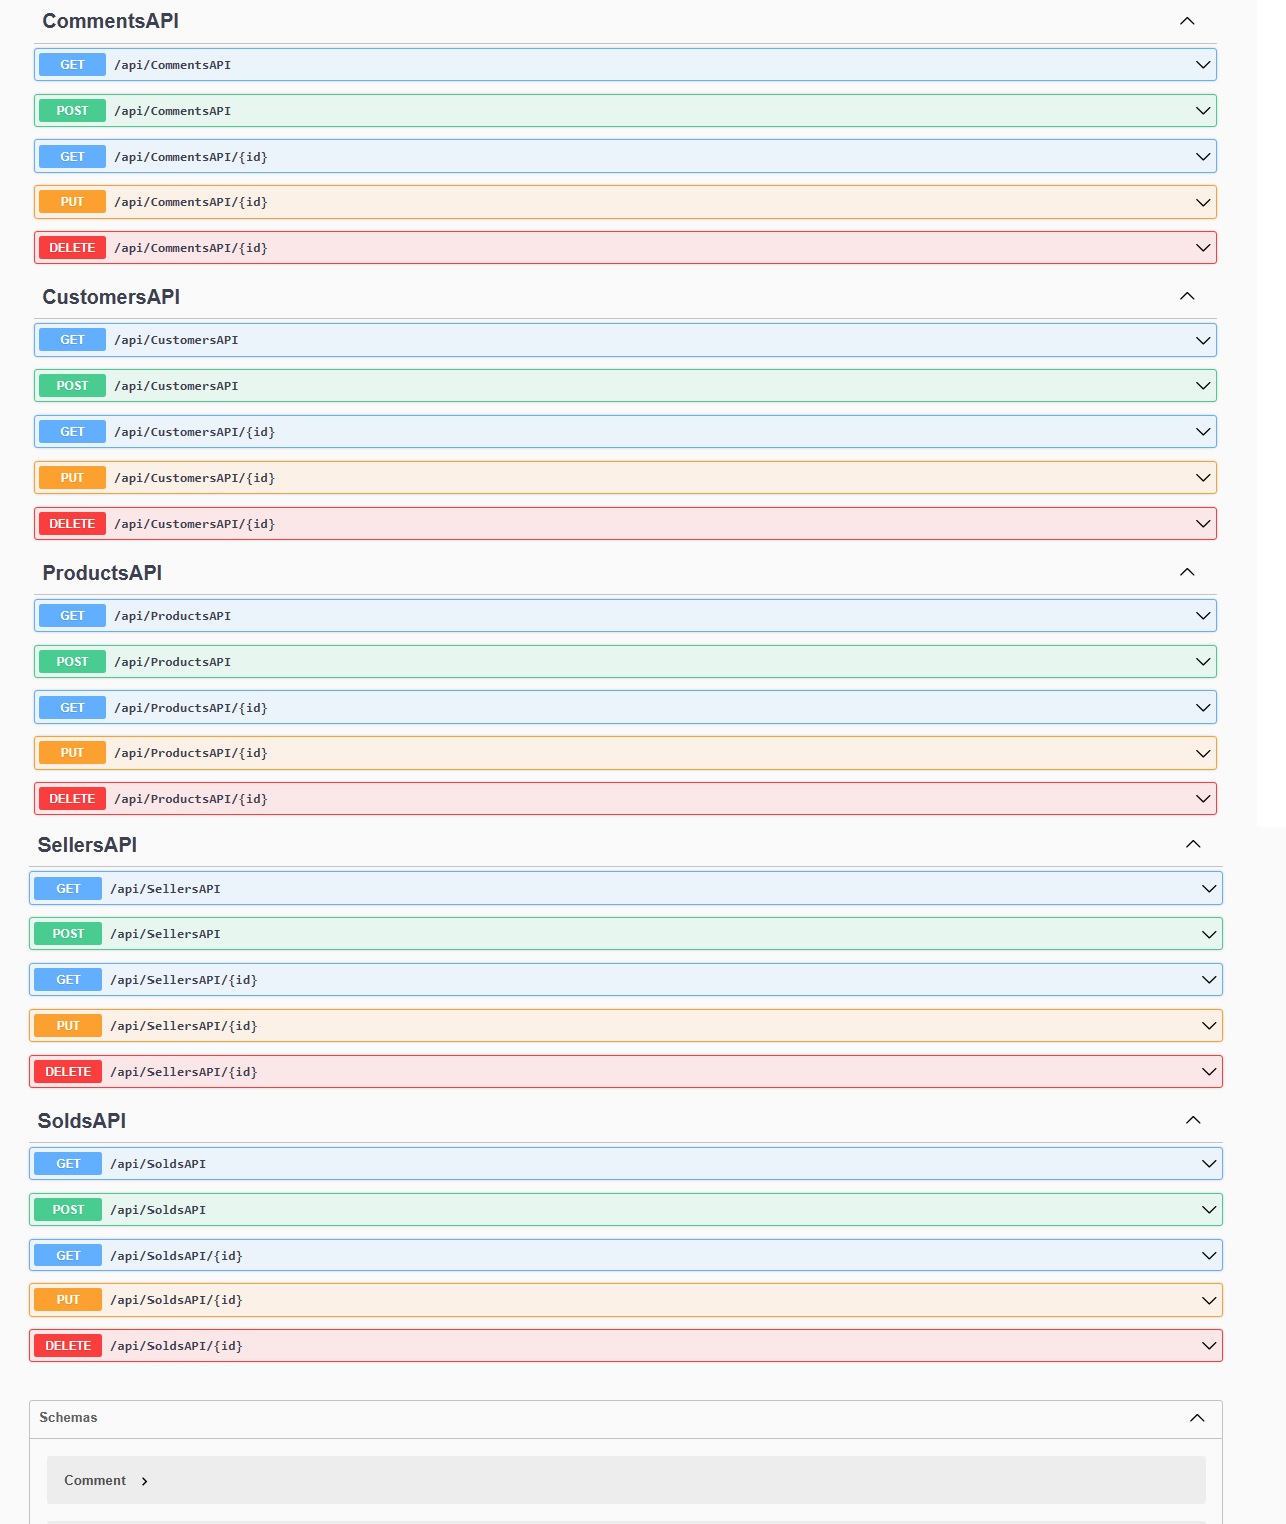 CommentsAPI
GET /api/CommentsAPI
POST /api/CommentsAPI
GET /api/CommentsAPI/{id}
PUT /api/CommentsAPI/{id}
DELETE /api/CommentsAPI/{id}
CustomersAPI
GET /api/CustomersAPI
POST /api/CustomersAPI
GET /api/CustomersAPI/{id}
PUT /api/CustomersAPI/{id}
DELETE /api/CustomersAPI/{id}
ProductsAPI
GET /api/ProductsAPI
POST /api/ProductsAPI
GET /api/ProductsAPI/{id}
PUT /api/ProductsAPI/{id}
DELETE /api/ProductsAPI/{id}
SellersAPI
GET /api/SellersAPI
POST /api/SellersAPI
GET /api/SellersAPI/{id}
PUT /api/SellersAPI/{id}
DELETE /api/SellersAPI/{id}
SoldsAPI
GET /api/SoldsAPI
POST /api/SoldsAPI
GET /api/SoldsAPI/{id}
PUT /api/SoldsAPI/{id}
DELETE /api/SoldsAPI/{id}
Schemas
Comment